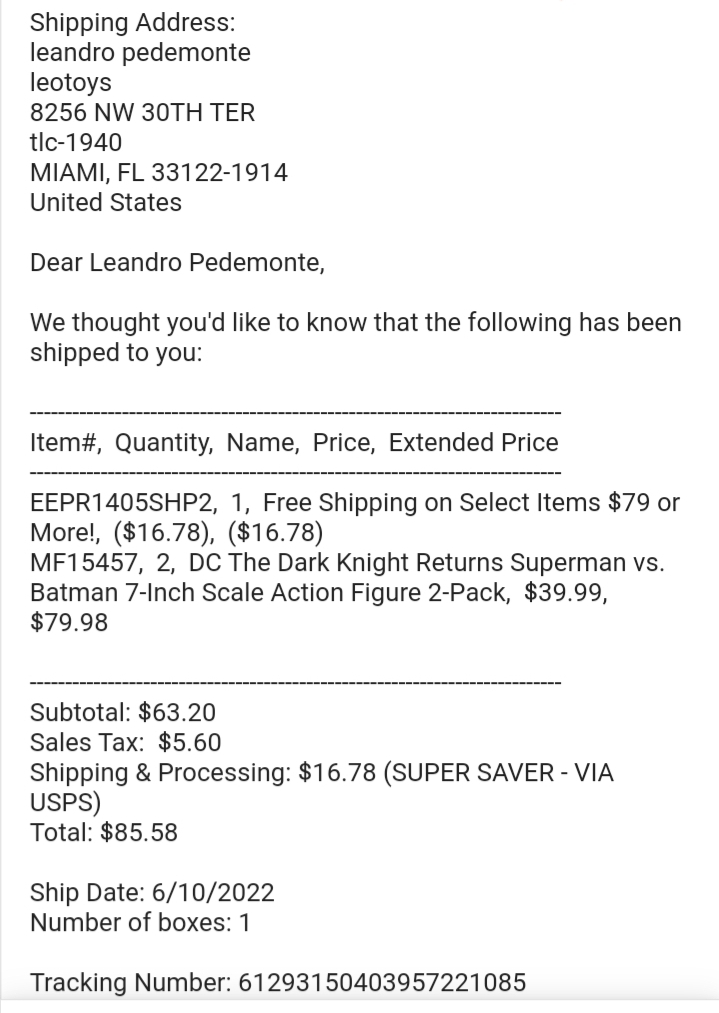 Shipping Address:
leandro pedemonte
leotoys
8256 NW 30TH TER
tlc-1940
MIAMI, FL 33122-1914
United States
Dear Leandro Pedemonte,
We thought you'd like to know that the following has been
shipped to you:
----------------------------------------------------------------------------
Item#,  Quantity,  Name,  Price,  Extended Price
----------------------------------------------------------------------------
EEPR1405SHP2,  1,  Free Shipping on Select Items $79 or
More!,  ($16.78),  ($16.78)
MF15457,  2,  DC The Dark Knight Returns Superman vs.
Batman 7-Inch Scale Action Figure 2-Pack,  $39.99,
$79.98
----------------------------------------------------------------------------
Subtotal: $63.20
Sales Tax:  $5.60
Shipping & Processing: $16.78 (SUPER SAVER - VIA
USPS)
Total: $85.58
Ship Date: 6/10/2022
Number of boxes: 1
Tracking Number: 61293150403957221085